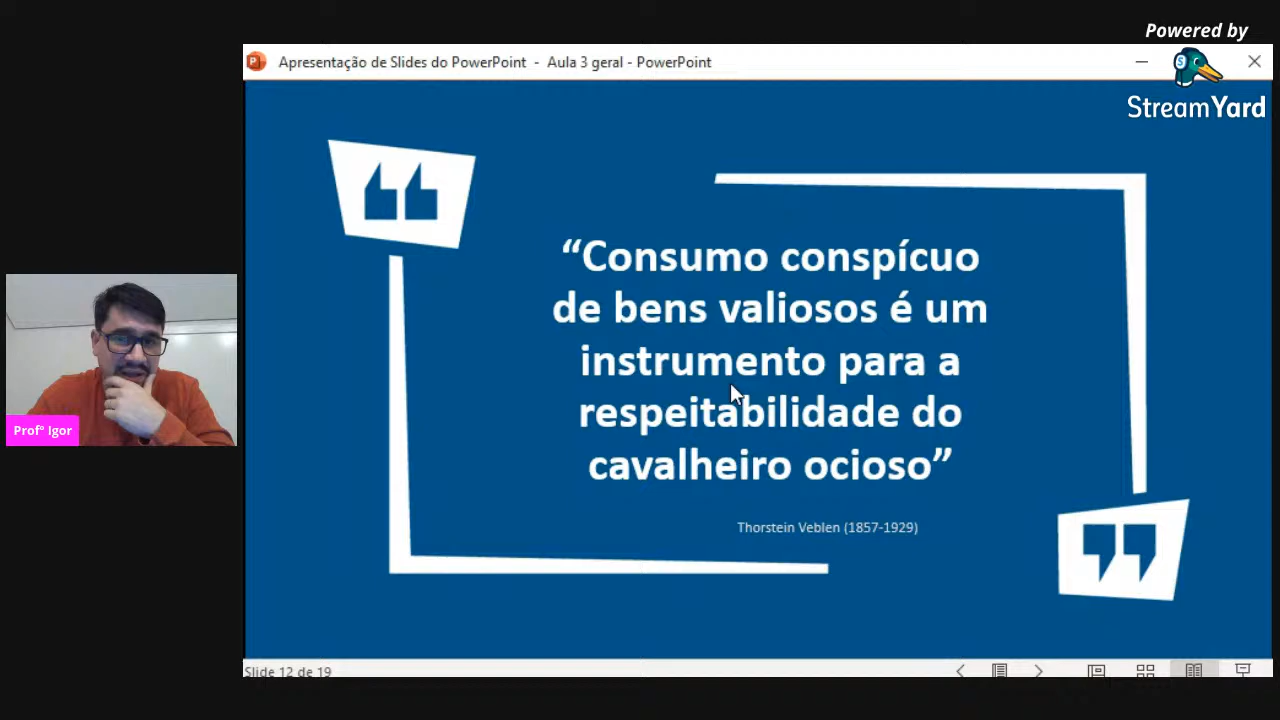 Powered by
StreamYard
Apresentação de Slides do PowerPoint - Aula 3 geral - PowerPoint
“Consumo conspícuo
de bens valiosos é um
instrumento para a
respeitabilidade do
cavalheiro ocioso”
Thorstein Veblen (1857-1929)
Profº Igor
Slide 12 de 19